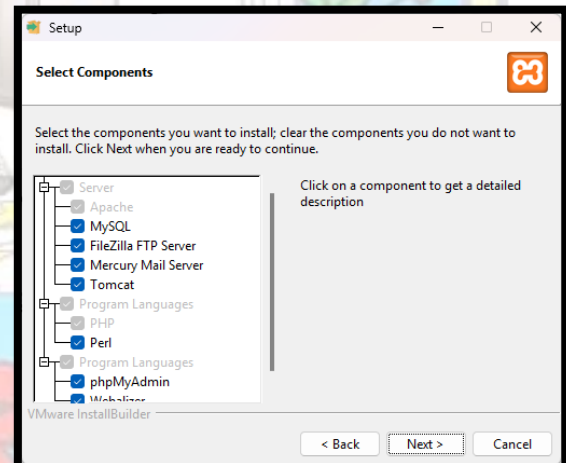 Setup
Select Components
Select the components you want to install; clear the components you do not want to
install. Click Next when you are ready to continue.
Server
Apache
MySQL
FileZilla FTP Server
Mercury Mail Server
Tomcat
Program Languages
PHP
Perl
Program Languages
phpMyAdmin
Webalizer
Click on a component to get a detailed
description
VMware InstallBuilder
< Back
Next >
Cancel